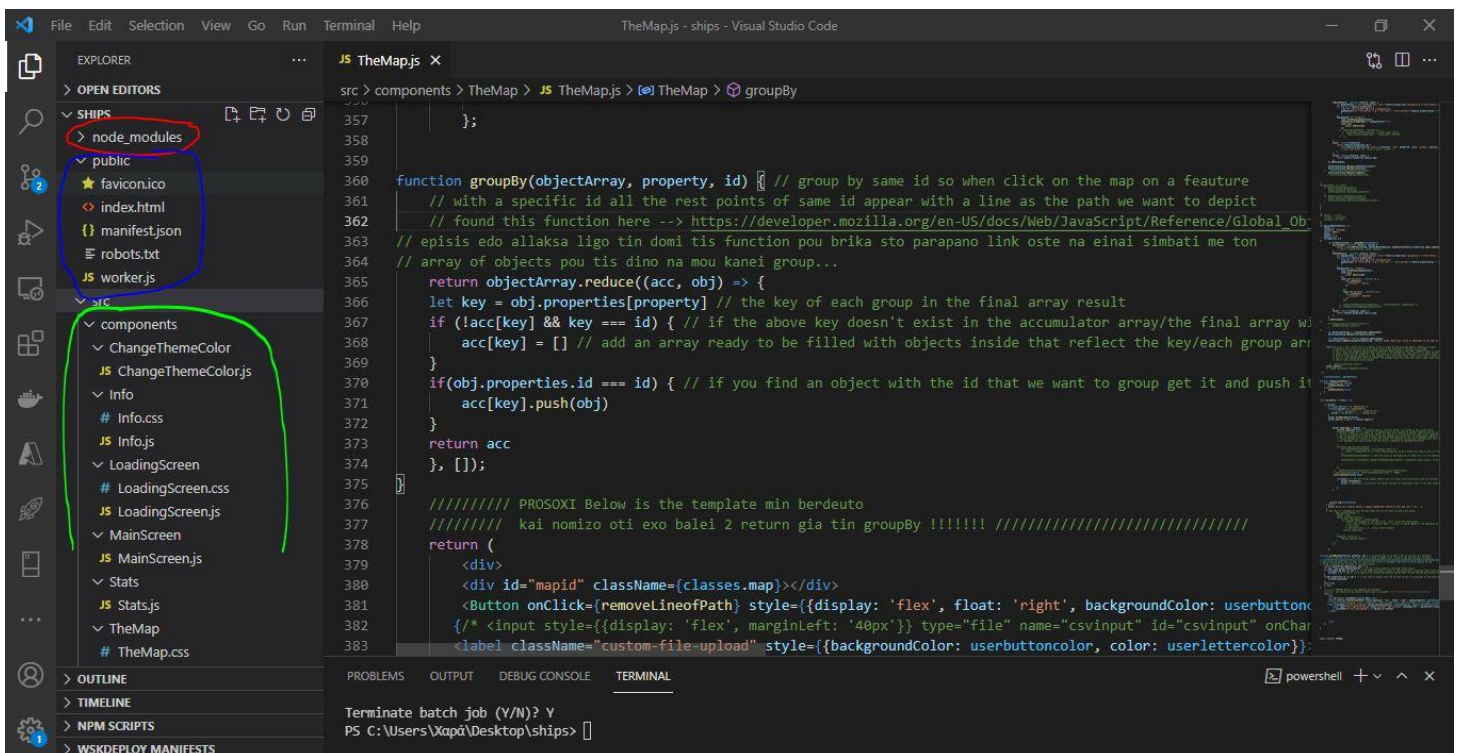 File Edit Selection View Go Run Terminal Help
TheMap.js - ships - Visual Studio Code
EXPLORER
OPEN EDITORS
SHIPS
node_modules
public
favicon.ico
index.html
{} manifest.json
robots.txt
JS worker.js
src
components
ChangeThemeColor
JS ChangeThemeColor.js
Info
# Info.css
JS Info.js
LoadingScreen
# LoadingScreen.css
JS LoadingScreen.js
MainScreen
JS MainScreen.js
Stats
JS Stats.js
TheMap
# TheMap.css
OUTLINE
TIMELINE
NPM SCRIPTS
WSKDEPLOY MANIFESTS
2
1
JS TheMap.js
src > components > TheMap > JS TheMap.js > TheMap > groupBy
357 };
358
359
360 function groupBy(objectArray, property, id) { // group by same id so when click on the map on a feauture
361 // with a specific id all the rest points of same id appear with a line as the path we want to depict
362 // found this function here --> https://developer.mozilla.org/en-US/docs/Web/JavaScript/Reference/Global_Ob
363 // episis edo allaksa ligo tin domi tis function pou brika sto parapano link oste na einai simbati me ton
364 // array of objects pou tis dino na mou kanei group...
365 return objectArray.reduce((acc, obj) => {
366 let key = obj.properties[property] // the key of each group in the final array result
367 if (!acc[key] && key === id) { // if the above key doesn't exist in the accumulator array/the final array wi
368 acc[key] = [] // add an array ready to be filled with objects inside that reflect the key/each group arr
369 }
370 if(obj.properties.id === id) { // if you find an object with the id that we want to group get it and push it
371 acc[key].push(obj)
372 }
373 return acc
374 }, []);
375 }
376 ////////// PROSOXI Below is the template min berdeuto
377 ///////// kai nomizo oti exo balei 2 return gia tin groupBy !!!!!!! ///////////////////////////////
378 return (
379 <div>
380 <div id="mapid" className={classes.map}></div>
381 <Button onClick={removeLineofPath} style={{display: 'flex', float: 'right', backgroundColor: userbuttonc
382 {/* <input style={{display: 'flex', marginLeft: '40px'}} type="file" name="csvinput" id="csvinput" onChan
383 <label className="custom-file-upload" style={{backgroundColor: userbuttoncolor, color: userlettercolor}}>
PROBLEMS OUTPUT DEBUG CONSOLE TERMINAL
powershell
Terminate batch job (Y/N)? Y
PS C:\Users\Χαρά\Desktop\ships>